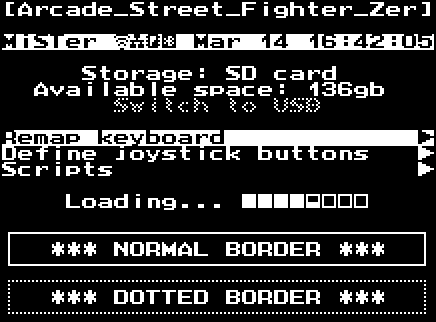 [Arcade_Street_Fighter_Zer]
MiSTer Mar 14 16:42:05
Storage: SD card
Available space: 136gb
Switch to USB
Remap keyboard
Define joystick buttons
Scripts
Loading...
*** NORMAL BORDER ***
*** DOTTED BORDER ***